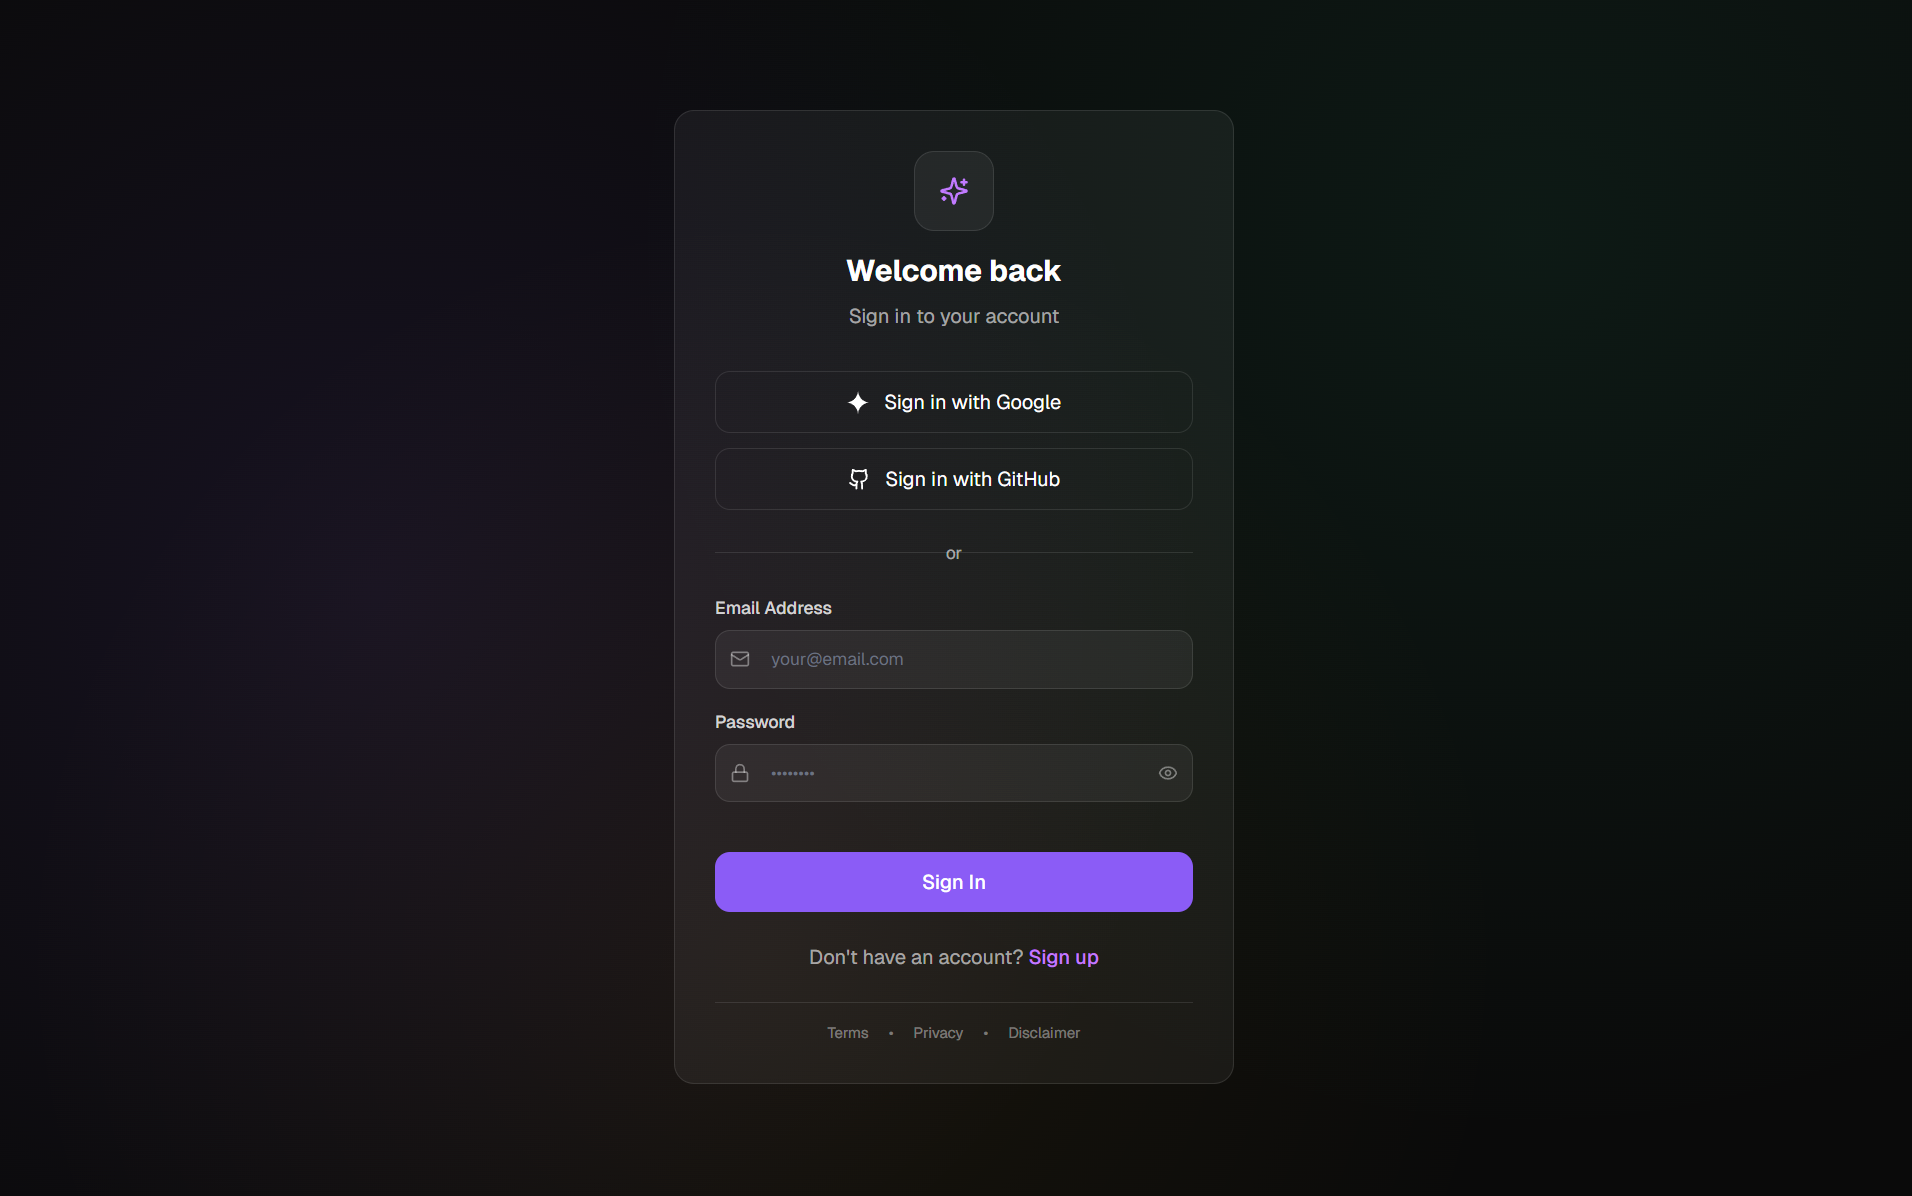 Welcome back
Sign in to your account
Sign in with Google
Sign in with GitHub
or
Email Address
your@email.com
Password
••••••••
Sign In
Don't have an account? Sign up
Terms • Privacy • Disclaimer